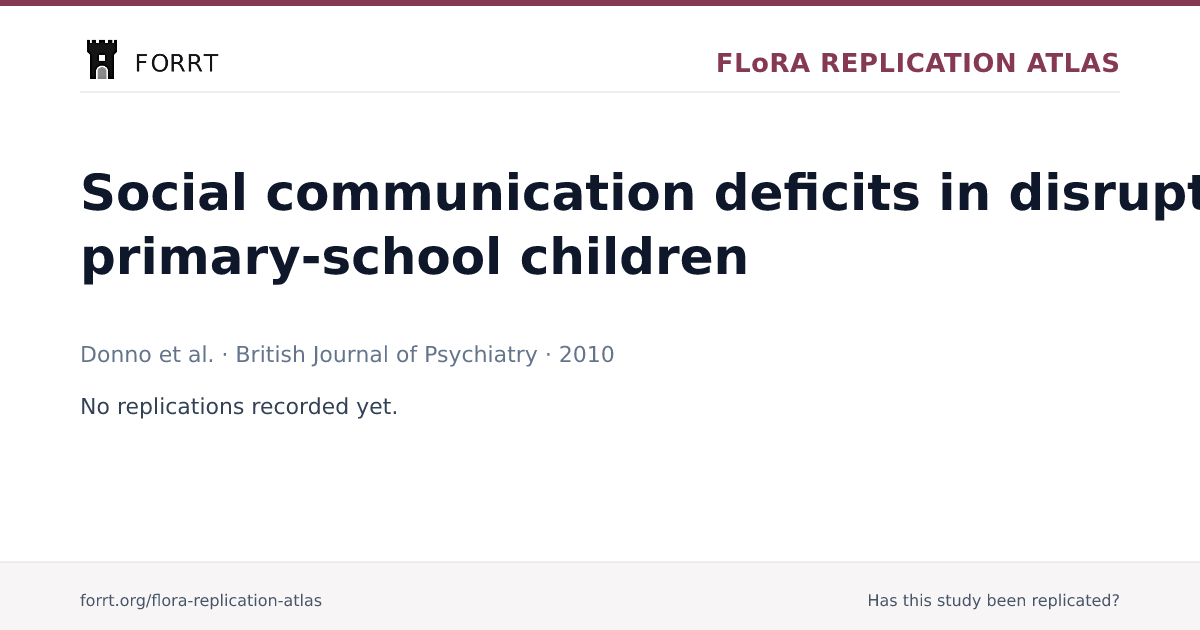 FORRT
FLoRA REPLICATION ATLAS
Social communication deficits in
primary-school children
Donno et al. · British Journal of Psychiatry · 2010
No replications recorded yet.
forrt.org/flora-replication-atlas
Has this study been replicated?